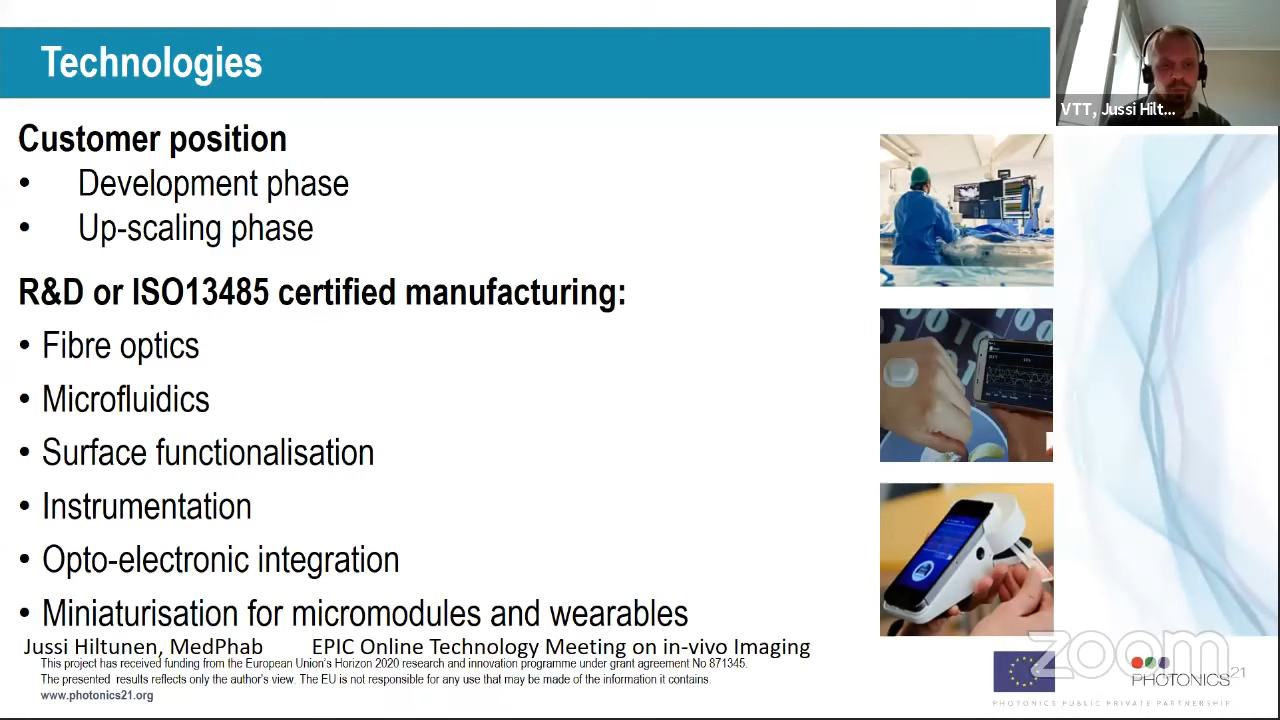 Technologies
VTT, Jussi Hilt...
Customer position
• Development phase
• Up-scaling phase
R&D or ISO13485 certified manufacturing:
• Fibre optics
• Microfluidics
• Surface functionalisation
• Instrumentation
• Opto-electronic integration
• Miniaturisation for micromodules and wearables
Jussi Hiltunen, MedPhab EPIC Online Technology Meeting on in-vivo Imaging
This project has received funding from the European Union's Horizon 2020 research and innovation programme under grant agreement No 871345.
The presented results reflects only the author's view. The EU is not responsible for any use that may be made of the information it contains.
www.photonics21.org
zoom
PHOTONICS21
PHOTONICS PUBLIC PRIVATE PARTNERSHIP